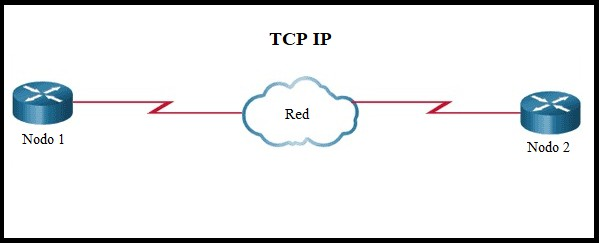 TCP IP
Red
Nodo 1
Nodo 2